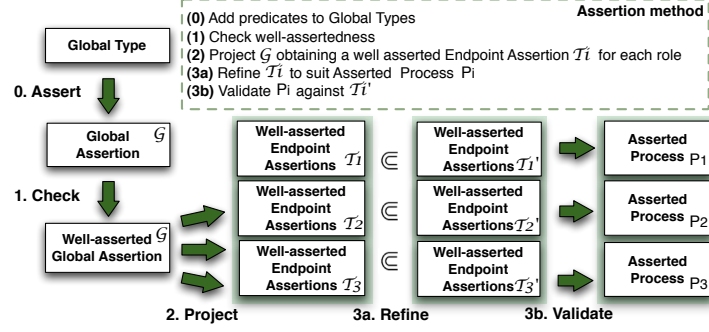 Assertion method
(0) Add predicates to Global Types
(1) Check well-assertedness
(2) Project 𝒢 obtaining a well asserted Endpoint Assertion 𝒯i for each role
(3a) Refine 𝒯i to suit Asserted Process Pi
(3b) Validate Pi against 𝒯i'
Global Type
0. Assert
Global
Assertion 𝒢
1. Check
Well-asserted 𝒢
Global Assertion
Well-asserted
Endpoint
Assertions 𝒯1
⋐
Well-asserted
Endpoint
Assertions 𝒯1'
Asserted
Process P1
Well-asserted
Endpoint
Assertions 𝒯2
⋐
Well-asserted
Endpoint
Assertions 𝒯2'
Asserted
Process P2
Well-asserted
Endpoint
Assertions 𝒯3
⋐
Well-asserted
Endpoint
Assertions 𝒯3'
Asserted
Process P3
2. Project
3a. Refine
3b. Validate